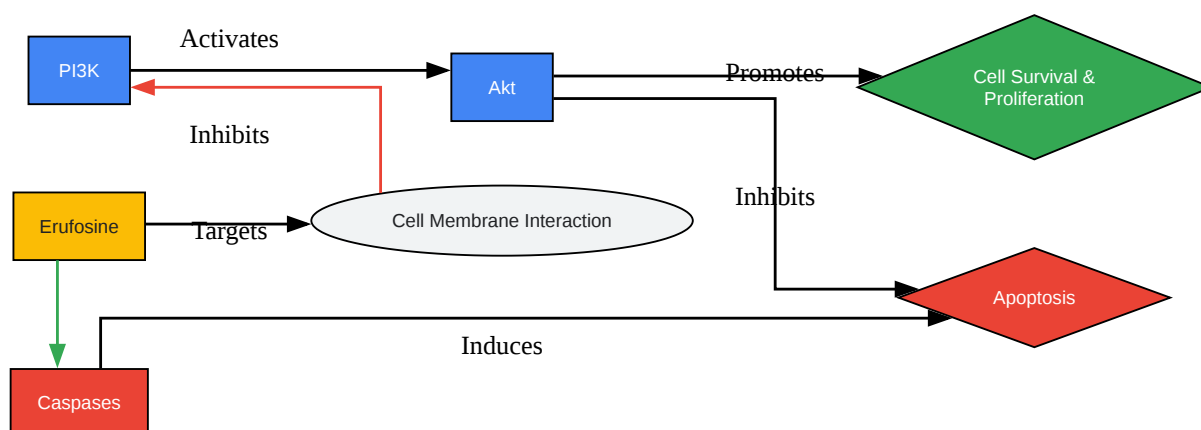 Activates
PI3K
Akt
Promotes
Cell Survival &
Proliferation
Inhibits
Inhibits
Erufosine
Targets
Cell Membrane Interaction
Apoptosis
Induces
Caspases